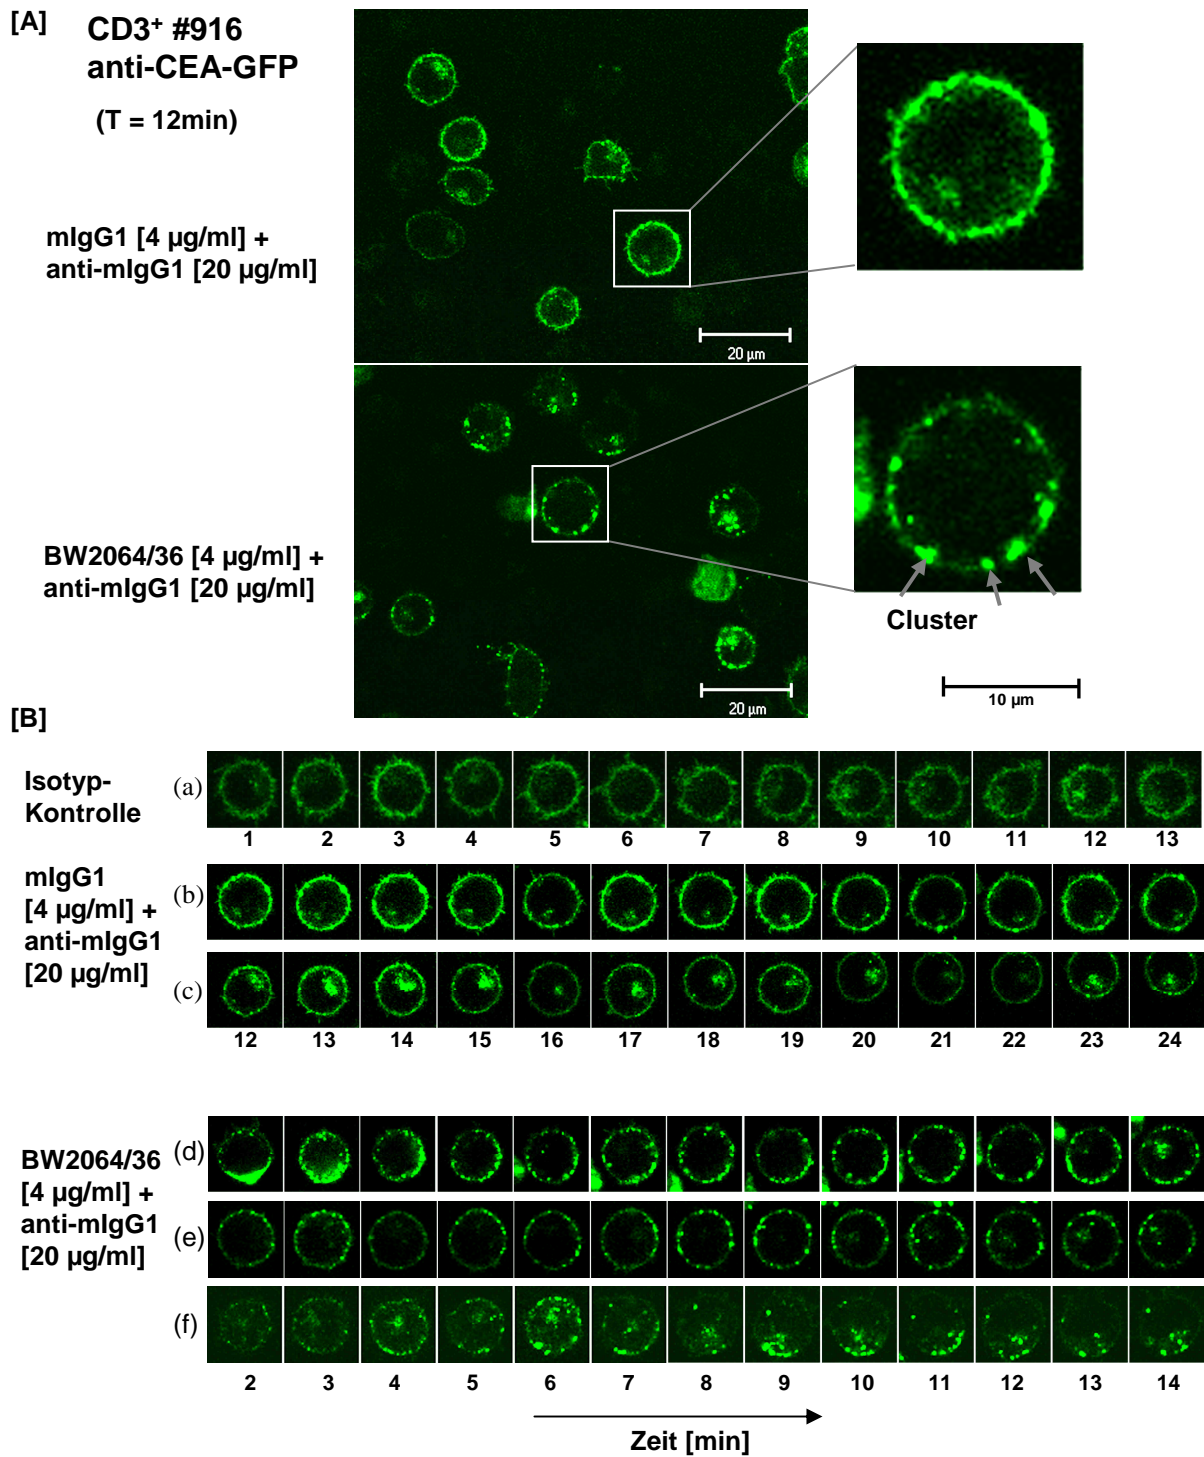 [A]
CD3⁺ #916
anti-CEA-GFP
(T = 12min)
mIgG1 [4 µg/ml] +
anti-mIgG1 [20 µg/ml]
20 µm
BW2064/36 [4 µg/ml] +
anti-mIgG1 [20 µg/ml]
20 µm
Cluster
10 µm
[B]
Isotyp-
Kontrolle
(a)
1 2 3 4 5 6 7 8 9 10 11 12 13
mIgG1
[4 µg/ml] +
anti-mIgG1
[20 µg/ml]
(b)
(c)
12 13 14 15 16 17 18 19 20 21 22 23 24
BW2064/36
[4 µg/ml] +
anti-mIgG1
[20 µg/ml]
(d)
(e)
(f)
2 3 4 5 6 7 8 9 10 11 12 13 14
Zeit [min]